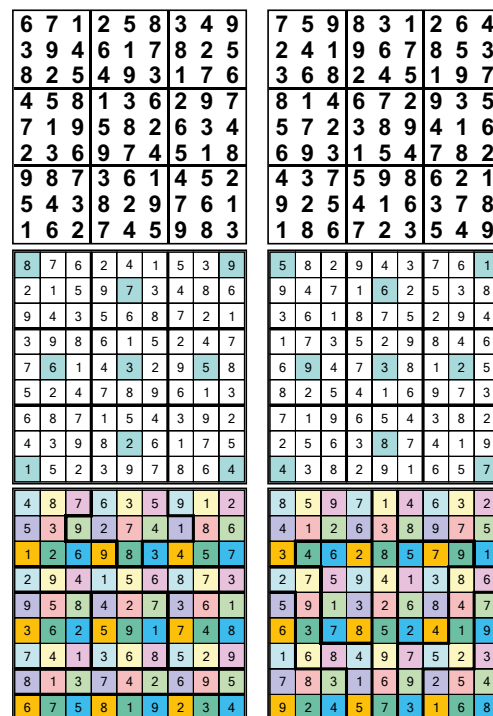 6 7 1 2 5 8 3 4 9
3 9 4 6 1 7 8 2 5
8 2 5 4 9 3 1 7 6
4 5 8 1 3 6 2 9 7
7 1 9 5 8 2 6 3 4
2 3 6 9 7 4 5 1 8
9 8 7 3 6 1 4 5 2
5 4 3 8 2 9 7 6 1
1 6 2 7 4 5 9 8 3
7 5 9 8 3 1 2 6 4
2 4 1 9 6 7 8 5 3
3 6 8 2 4 5 1 9 7
8 1 4 6 7 2 9 3 5
5 7 2 3 8 9 4 1 6
6 9 3 1 5 4 7 8 2
4 3 7 5 9 8 6 2 1
9 2 5 4 1 6 3 7 8
1 8 6 7 2 3 5 4 9
8 7 6 2 4 1 5 3 9
2 1 5 9 7 3 4 8 6
9 4 3 5 6 8 7 2 1
3 9 8 6 1 5 2 4 7
7 6 1 4 3 2 9 5 8
5 2 4 7 8 9 6 1 3
6 8 7 1 5 4 3 9 2
4 3 9 8 2 6 1 7 5
1 5 2 3 9 7 8 6 4
5 8 2 9 4 3 7 6 1
9 4 7 1 6 2 5 3 8
3 6 1 8 7 5 2 9 4
1 7 3 5 2 9 8 4 6
6 9 4 7 3 8 1 2 5
8 2 5 4 1 6 9 7 3
7 1 9 6 5 4 3 8 2
2 5 6 3 8 7 4 1 9
4 3 8 2 9 1 6 5 7
4 8 7 6 3 5 9 1 2
5 3 9 2 7 4 1 8 6
1 2 6 9 8 3 4 5 7
2 9 4 1 5 6 8 7 3
9 5 8 4 2 7 3 6 1
3 6 2 5 9 1 7 4 8
7 4 1 3 6 8 5 2 9
8 1 3 7 4 2 6 9 5
6 7 5 8 1 9 2 3 4
8 5 9 7 1 4 6 3 2
4 1 2 6 3 8 9 7 5
3 4 6 2 8 5 7 9 1
2 7 5 9 4 1 3 8 6
5 9 1 3 2 6 8 4 7
6 3 7 8 5 2 4 1 9
1 6 8 4 9 7 5 2 3
7 8 3 1 6 9 2 5 4
9 2 4 5 7 3 1 6 8